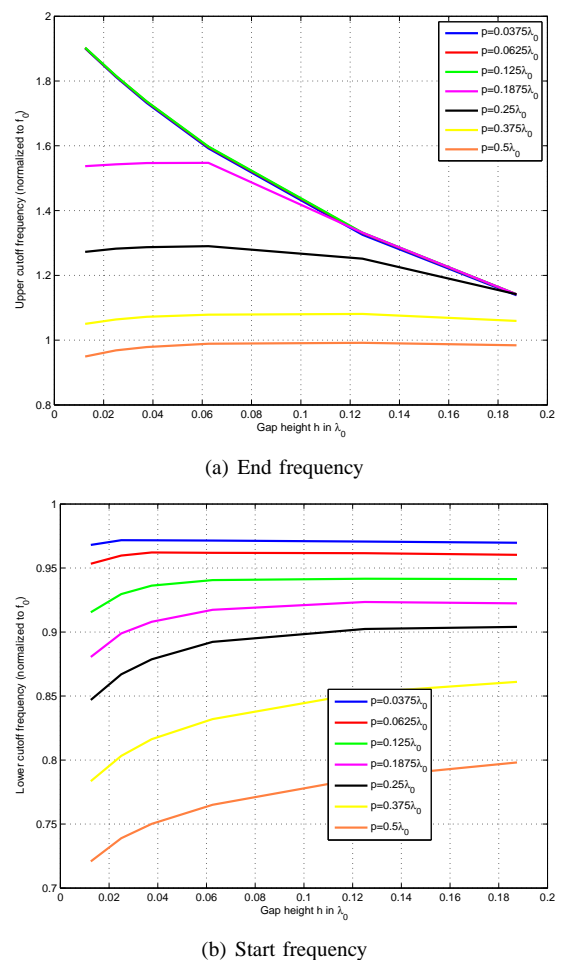 2
1.8
1.6
1.4
1.2
1
0.8
0
0.02
0.04
0.06
0.08
0.1
0.12
0.14
0.16
0.18
0.2
Upper cutoff frequency (normalized to f0)
Gap height h in λ0
p=0.0375λ0
p=0.0625λ0
p=0.125λ0
p=0.1875λ0
p=0.25λ0
p=0.375λ0
p=0.5λ0
(a) End frequency
1
0.95
0.9
0.85
0.8
0.75
0.7
0
0.02
0.04
0.06
0.08
0.1
0.12
0.14
0.16
0.18
0.2
Lower cutoff frequency (normalized to f0)
Gap height h in λ0
p=0.0375λ0
p=0.0625λ0
p=0.125λ0
p=0.1875λ0
p=0.25λ0
p=0.375λ0
p=0.5λ0
(b) Start frequency